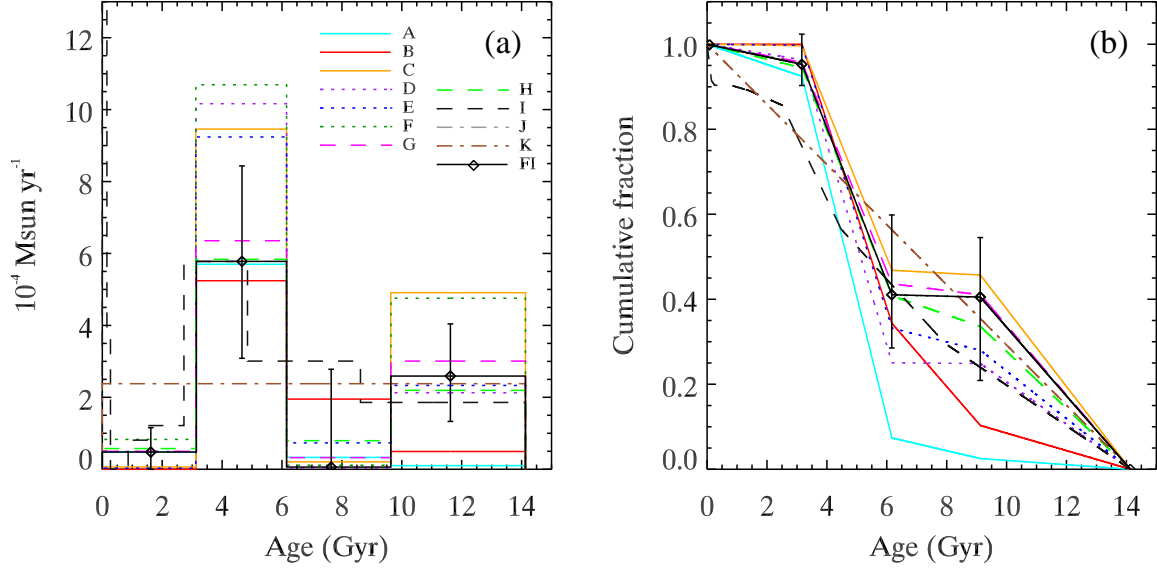 (a)
10⁻⁴ Msun yr⁻¹
12
10
8
6
4
2
0
0 2 4 6 8 10 12 14
Age (Gyr)
A
B
C
D
E
F
G
H
I
J
K
FI
(b)
Cumulative fraction
1.0
0.8
0.6
0.4
0.2
0.0
0 2 4 6 8 10 12 14
Age (Gyr)